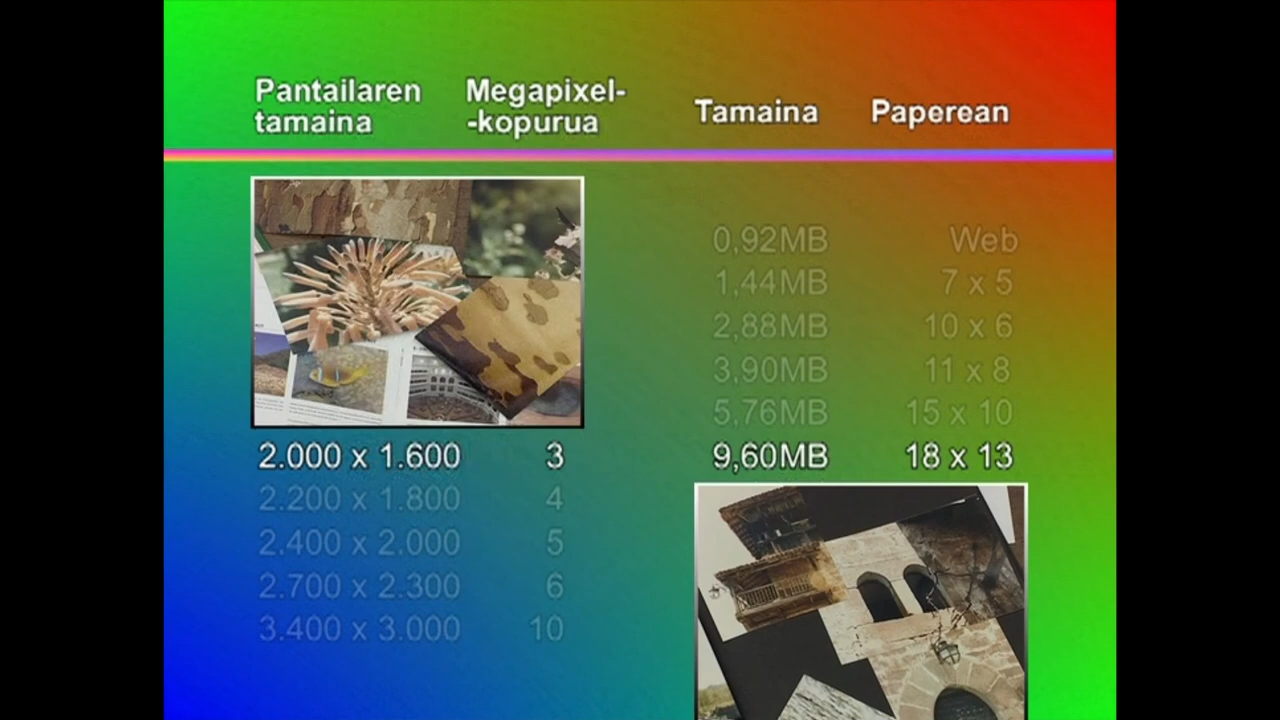 Pantailaren tamaina
Megapixel-
-kopurua
Tamaina
Paperean
0,92MB Web
1,44MB 7 x 5
2,88MB 10 x 6
3,90MB 11 x 8
5,76MB 15 x 10
2.000 x 1.600 3 9,60MB 18 x 13
2.200 x 1.800 4
2.400 x 2.000 5
2.700 x 2.300 6
3.400 x 3.000 10